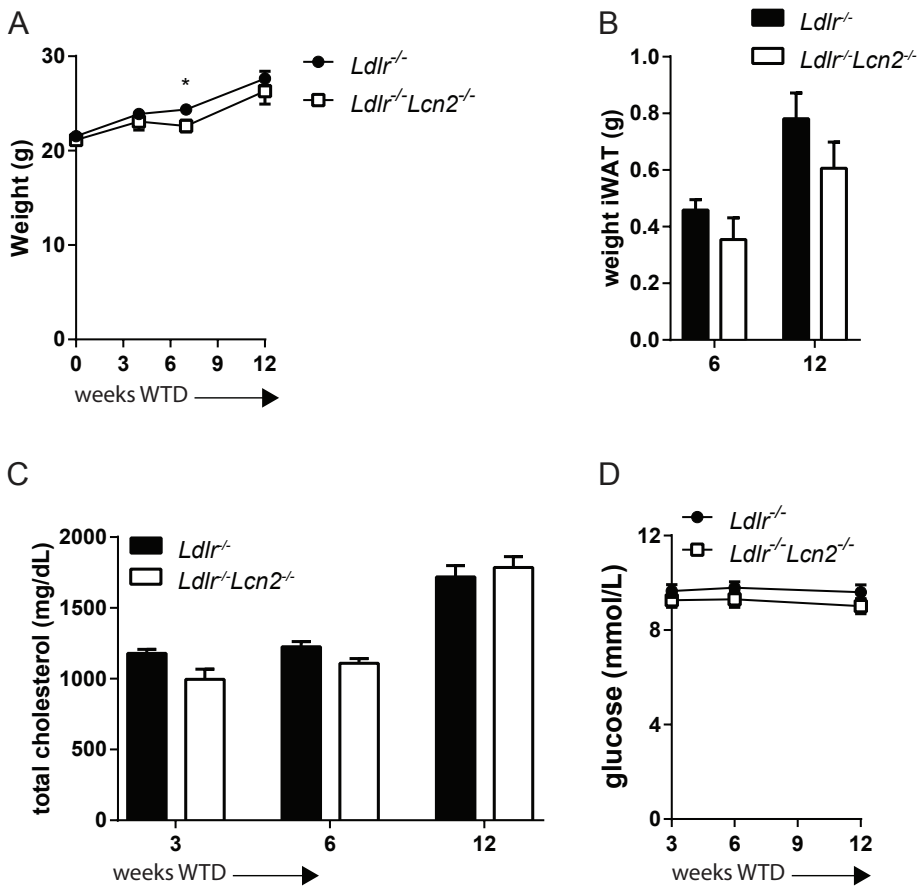 A
Weight (g)
30
20
10
0
*
0 3 6 9 12
weeks WTD
Ldlr-/-
Ldlr-/-Lcn2-/-
B
Ldlr-/-
Ldlr-/-Lcn2-/-
weight iWAT (g)
1.0
0.8
0.6
0.4
0.2
0.0
6 12
C
Ldlr-/-
Ldlr-/-Lcn2-/-
total cholesterol (mg/dL)
2000
1500
1000
500
0
3 6 12
weeks WTD
D
Ldlr-/-
Ldlr-/-Lcn2-/-
glucose (mmol/L)
12
8
4
0
3 6 9 12
weeks WTD